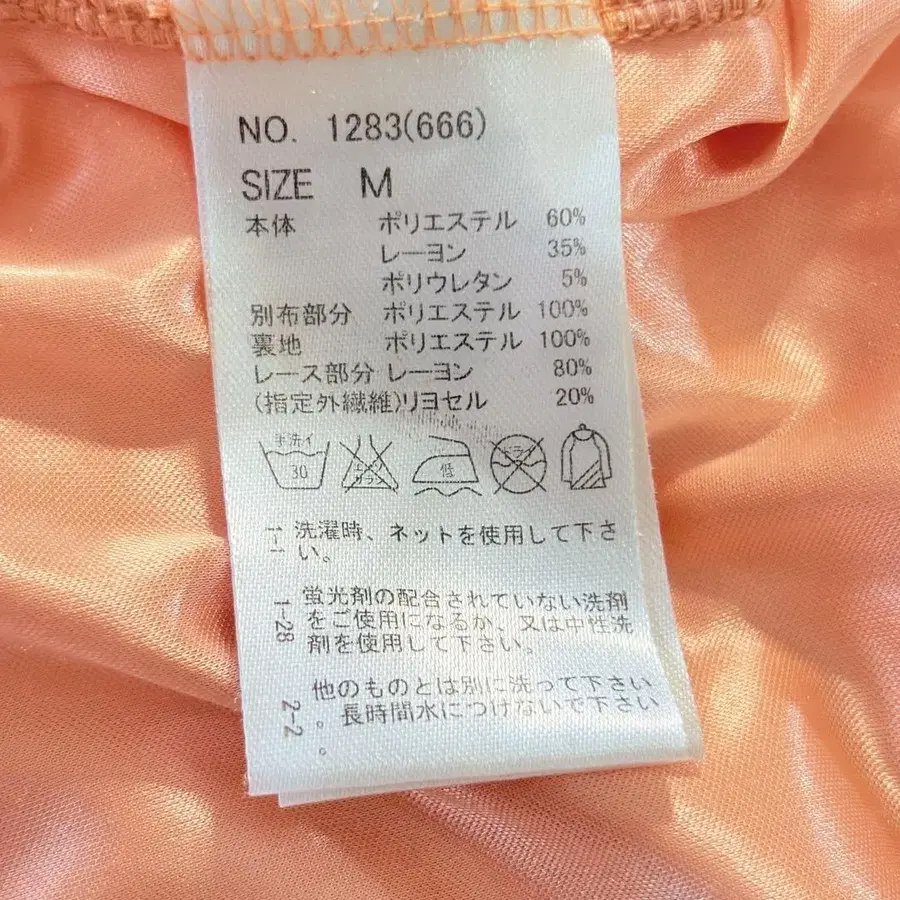 NO. 1283(666)
SIZE M
本体 ポリエステル 60%
レーヨン 35%
ポリウレタン 5%
別布部分 ポリエステル 100%
裏地 ポリエステル 100%
レース部分 レーヨン 80%
(指定外繊維)リヨセル 20%
手洗イ
30
低
ドライ
1-1 洗濯時、ネットを使用して下さ
い。
1-28 蛍光剤の配合されていない洗剤
をご使用になるか、又は中性洗
剤を使用して下さい。
2-2 他のものとは別に洗って下さい
。長時間水につけないで下さい
。